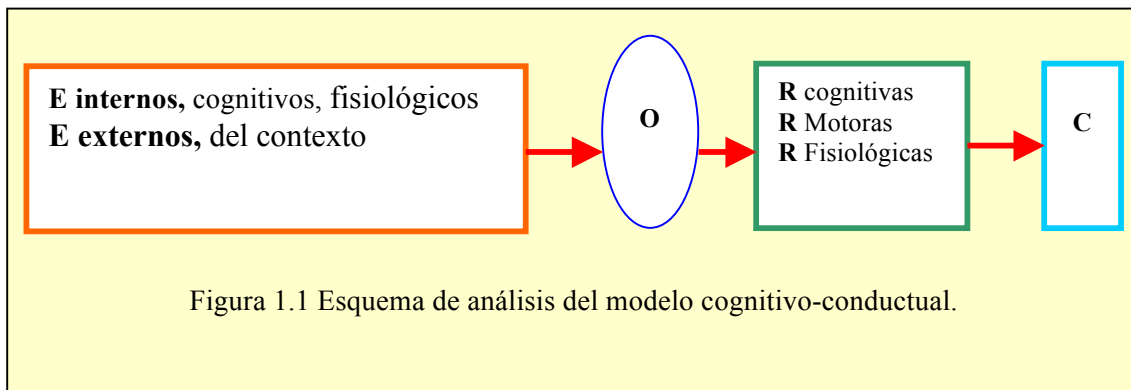 E internos, cognitivos, fisiológicos
E externos, del contexto
O
R cognitivas
R Motoras
R Fisiológicas
C
Figura 1.1 Esquema de análisis del modelo cognitivo-conductual.